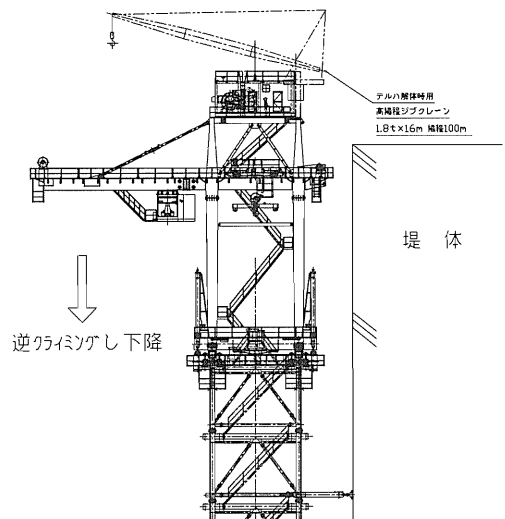 テルハ解体時用
高揚程ジブクレーン
1.8t×16m 揚程100m
堤 体
逆クライミングし下降